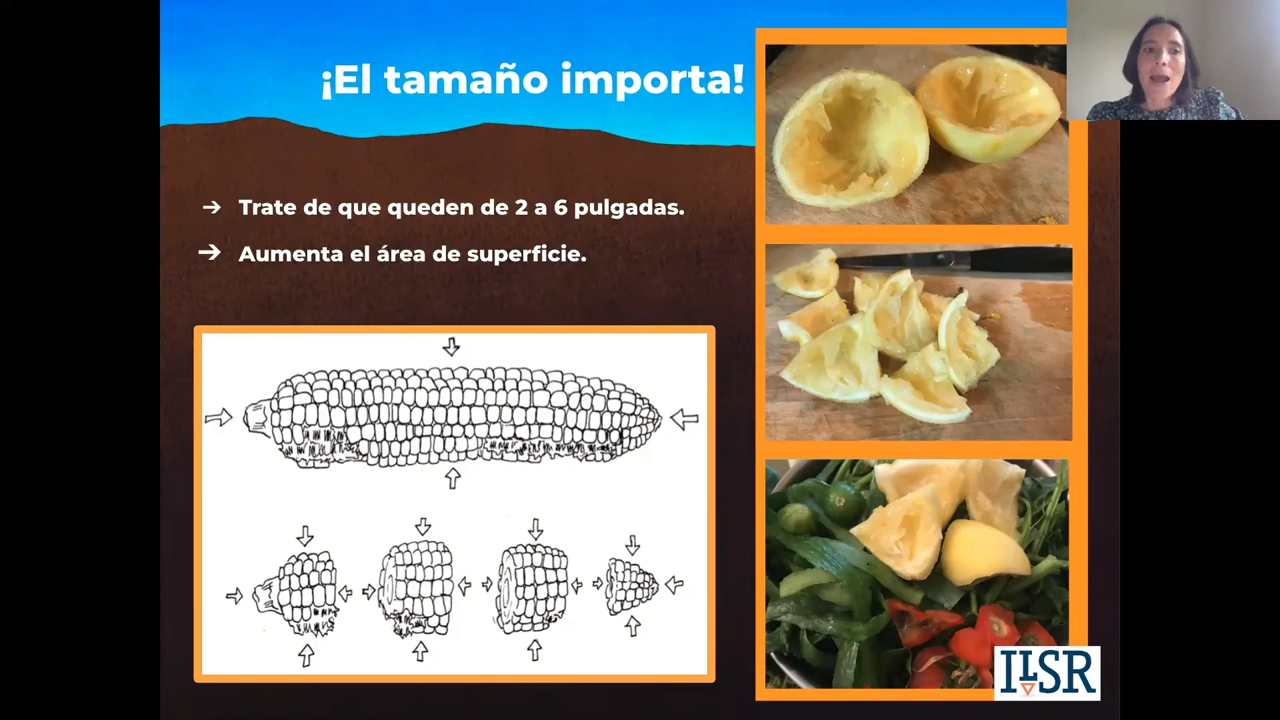 ¡El tamaño importa!
➔ Trate de que queden de 2 a 6 pulgadas.
➔ Aumenta el área de superficie.
ILSR